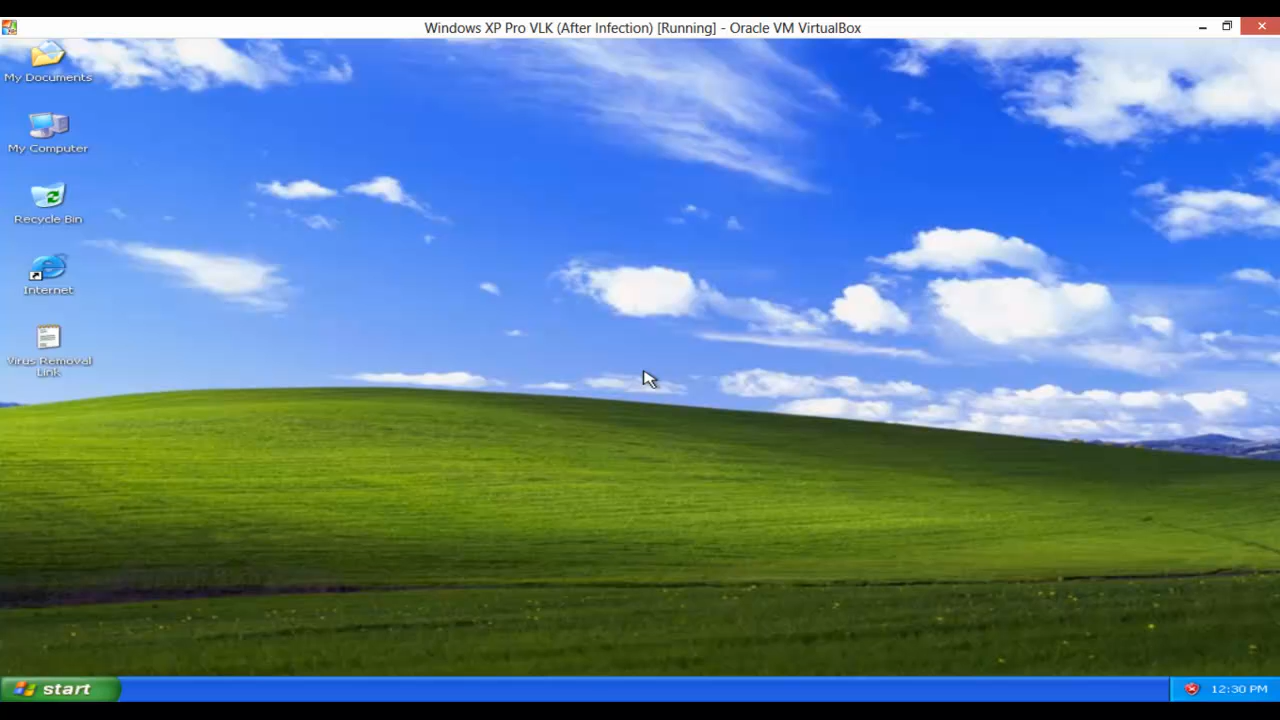 Windows XP Pro VLK (After Infection) [Running] - Oracle VM VirtualBox
My Documents
My Computer
Recycle Bin
Internet
Virus Removal
Link
start
12:30 PM